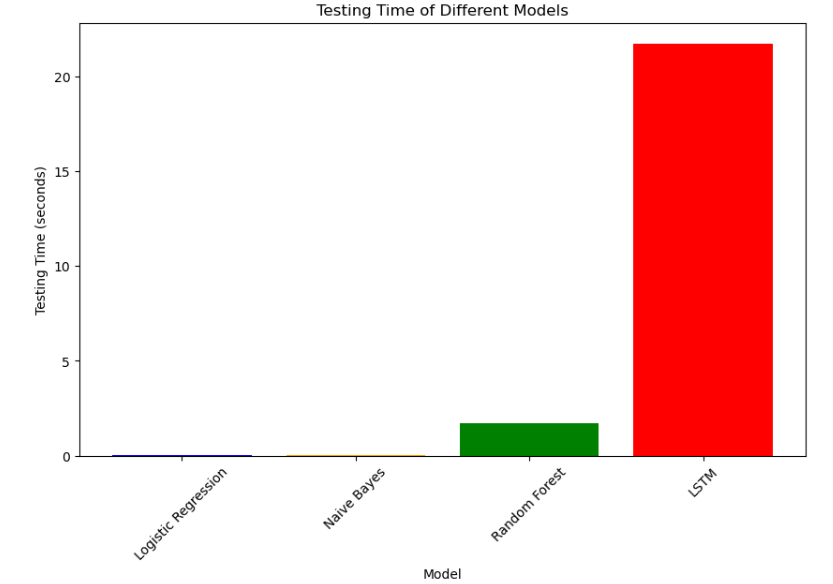 Testing Time of Different Models
Testing Time (seconds)
20
15
10
5
0
Logistic Regression
Naive Bayes
Random Forest
LSTM
Model